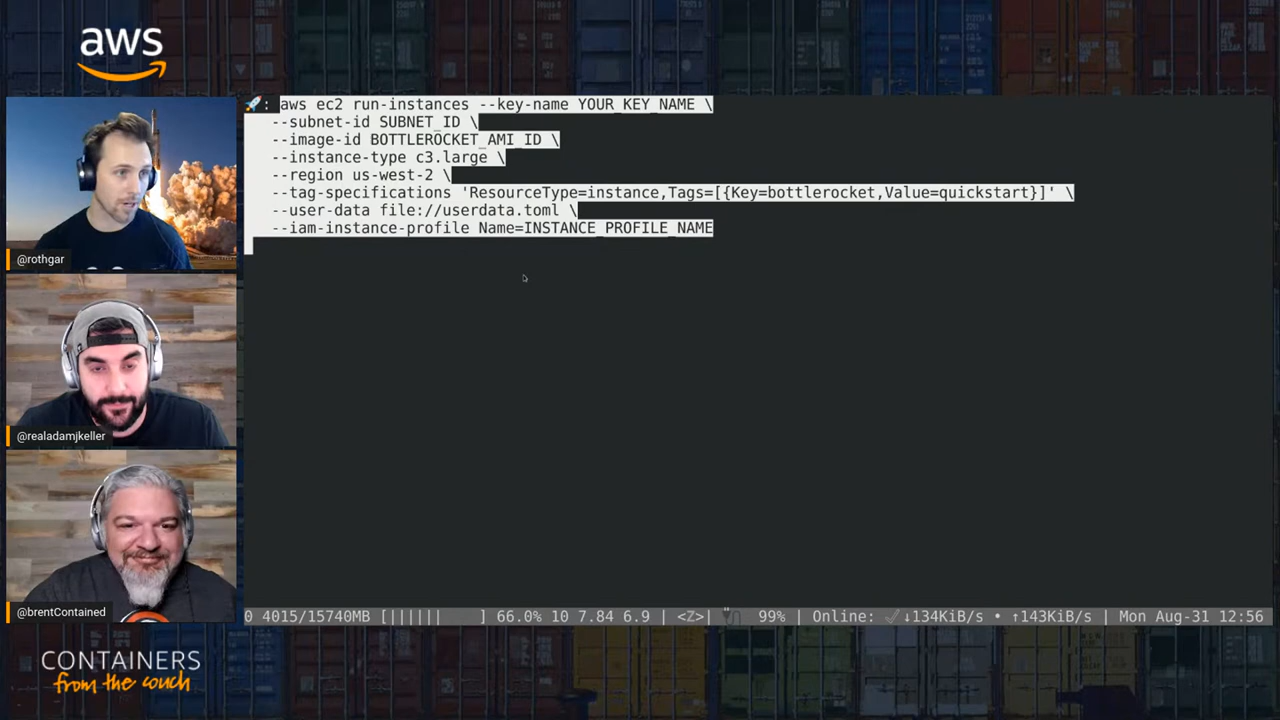 aws
🚀: aws ec2 run-instances --key-name YOUR_KEY_NAME \
--subnet-id SUBNET_ID \
--image-id BOTTLEROCKET_AMI_ID \
--instance-type c3.large \
--region us-west-2 \
--tag-specifications 'ResourceType=instance,Tags=[{Key=bottlerocket,Value=quickstart}]' \
--user-data file://userdata.toml \
--iam-instance-profile Name=INSTANCE_PROFILE_NAME
@rothgar
@realadamjkeller
@brentContained
0 4015/15740MB [|||||| ] 66.0% 10 7.84 6.9 | <Z>| 99% | Online: ✓↓134KiB/s • ↑143KiB/s | Mon Aug-31 12:56
CONTAINERS
from the couch